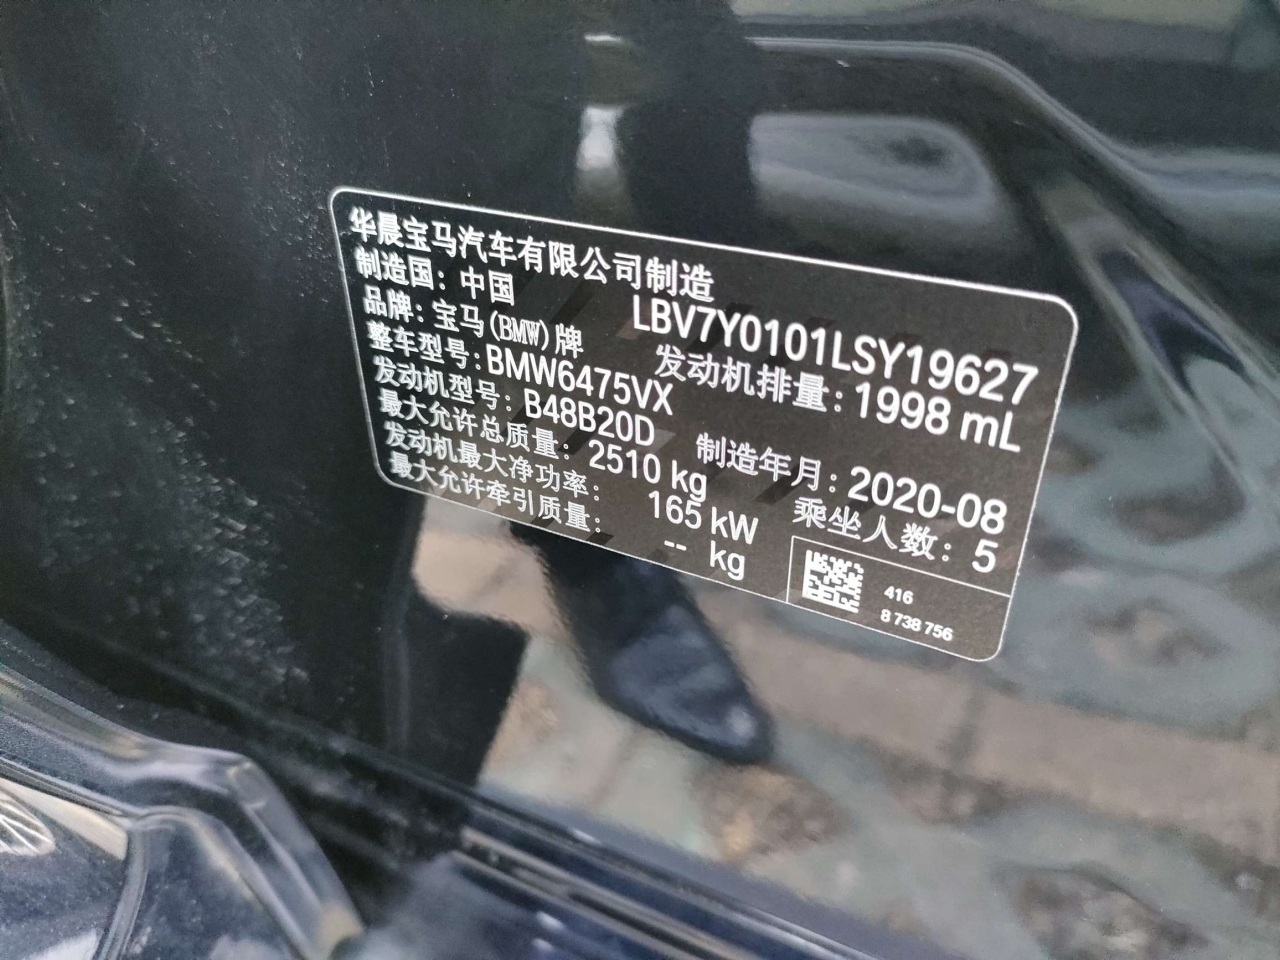 华晨宝马汽车有限公司制造
制造国：中国
LBV7Y0101LSY19627
品牌：宝马(BMW)牌
发动机排量：1998 mL
整车型号：BMW6475VX
发动机型号：B48B20D
制造年月：2020-08
最大允许总质量：2510 kg
乘坐人数：5
发动机最大净功率：165 kW
最大允许牵引质量：-- kg
416
8 738 756